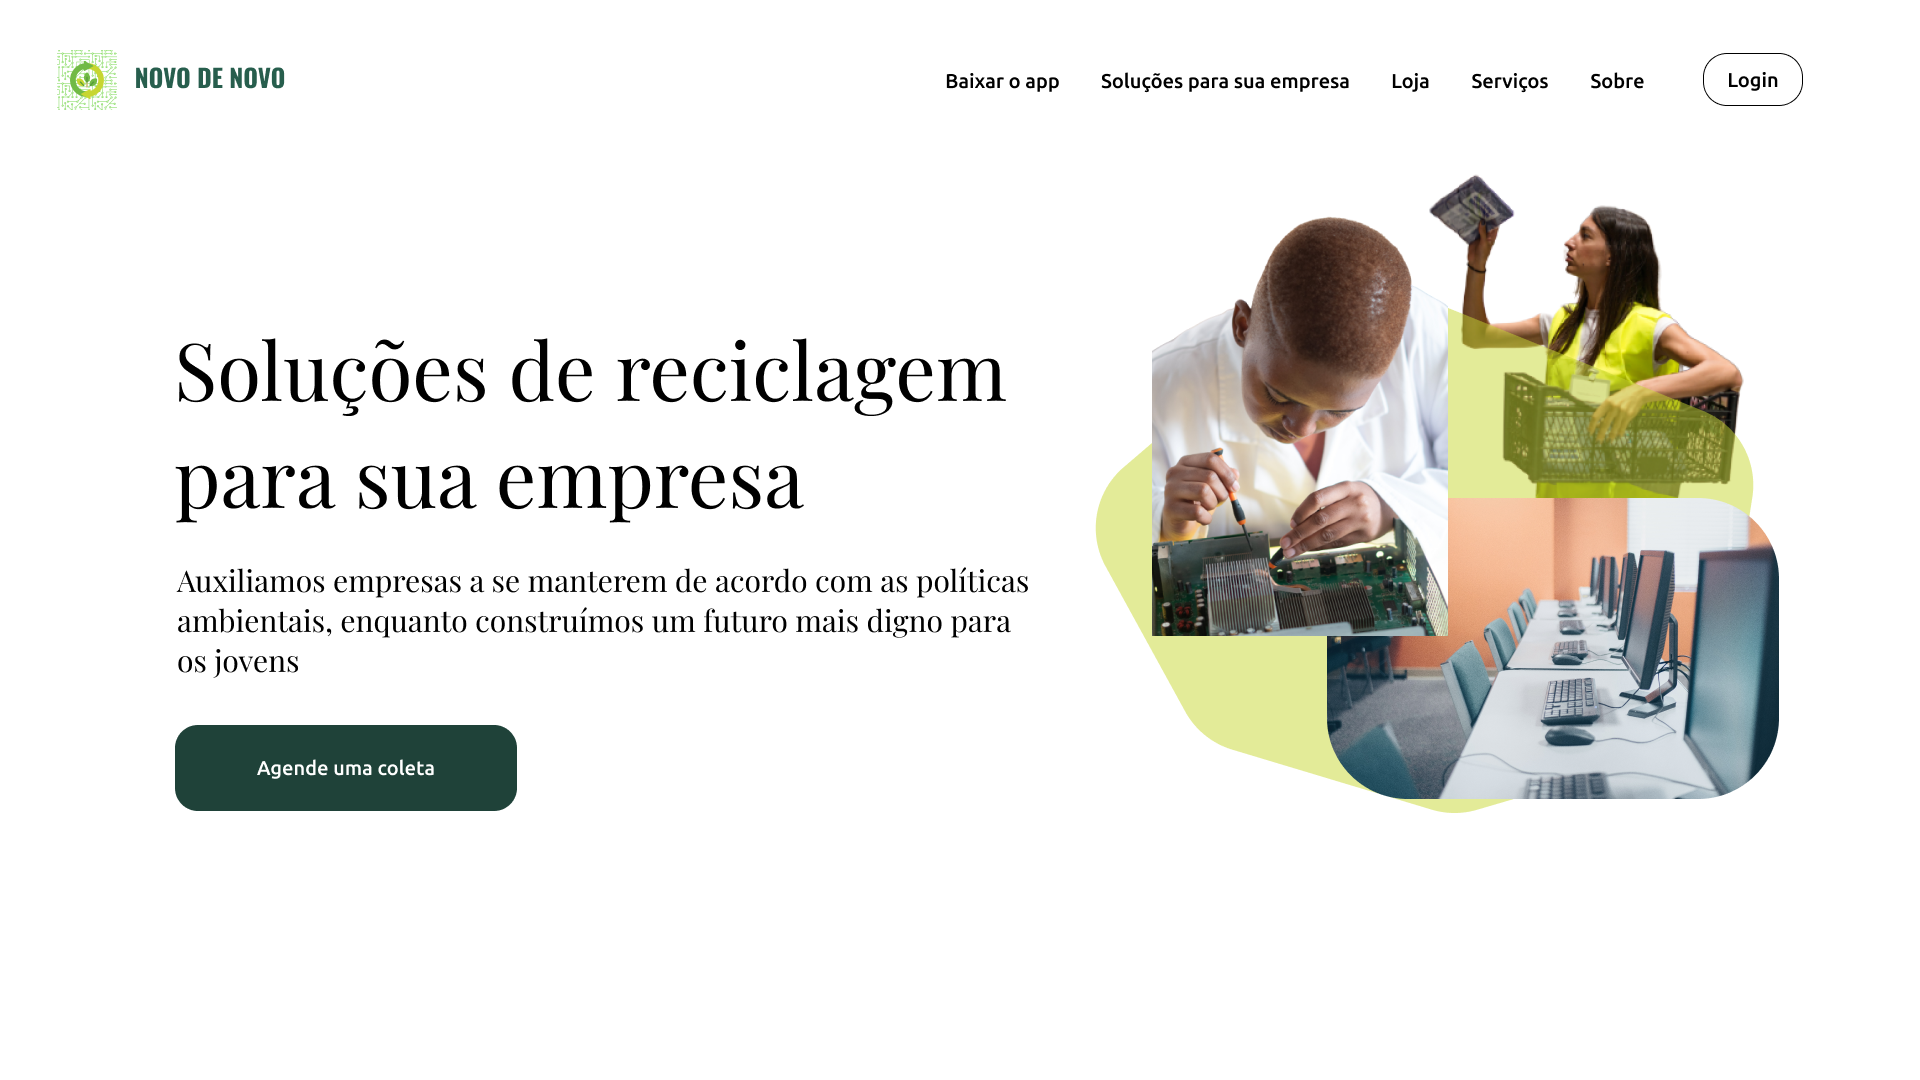 NOVO DE NOVO
Baixar o app
Soluções para sua empresa
Loja
Serviços
Sobre
Login
Soluções de reciclagem
para sua empresa
Auxiliamos empresas a se manterem de acordo com as políticas
ambientais, enquanto construímos um futuro mais digno para
os jovens
Agende uma coleta